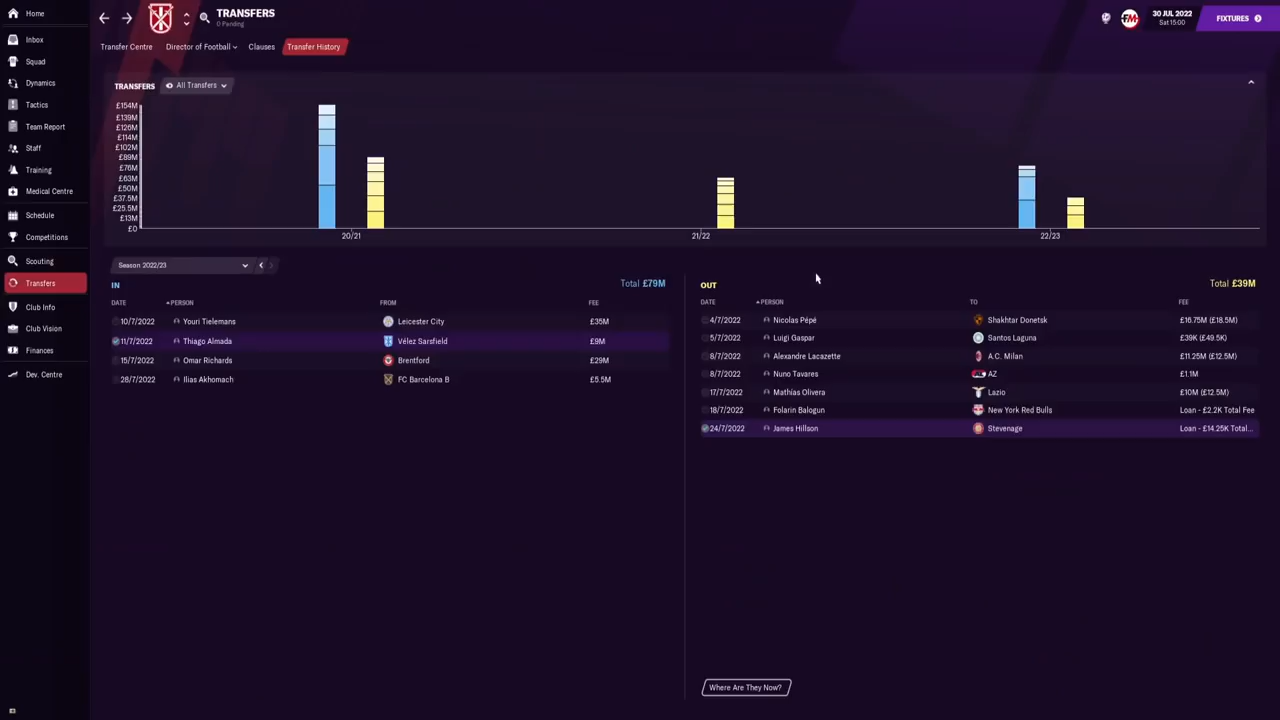 Home
TRANSFERS
0 Pending
30 JUL 2022
Sat 15:00
FIXTURES
Inbox
Squad
Dynamics
Tactics
Team Report
Staff
Training
Medical Centre
Schedule
Competitions
Scouting
Transfers
Club Info
Club Vision
Finances
Dev. Centre
Transfer Centre Director of Football Clauses Transfer History
TRANSFERS All Transfers
£154M
£139M
£126M
£114M
£102M
£89M
£76M
£63M
£50M
£37.5M
£25.5M
£13M
£0
20/21 21/22 22/23
Season 2022/23
IN Total £79M
DATE PERSON FROM FEE
10/7/2022 Youri Tielemans Leicester City £35M
11/7/2022 Thiago Almada Vélez Sarsfield £9M
15/7/2022 Omar Richards Brentford £29M
28/7/2022 Ilias Akhomach FC Barcelona B £5.5M
OUT Total £39M
DATE PERSON TO FEE
4/7/2022 Nicolas Pépé Shakhtar Donetsk £16.75M (£18.5M)
5/7/2022 Luigi Gaspar Santos Laguna £39K (£49.5K)
8/7/2022 Alexandre Lacazette A.C. Milan £11.25M (£12.5M)
8/7/2022 Nuno Tavares AZ £1.1M
17/7/2022 Mathías Olivera Lazio £10M (£12.5M)
18/7/2022 Folarin Balogun New York Red Bulls Loan - £2.2K Total Fee
24/7/2022 James Hillson Stevenage Loan - £14.25K Total...
Where Are They Now?